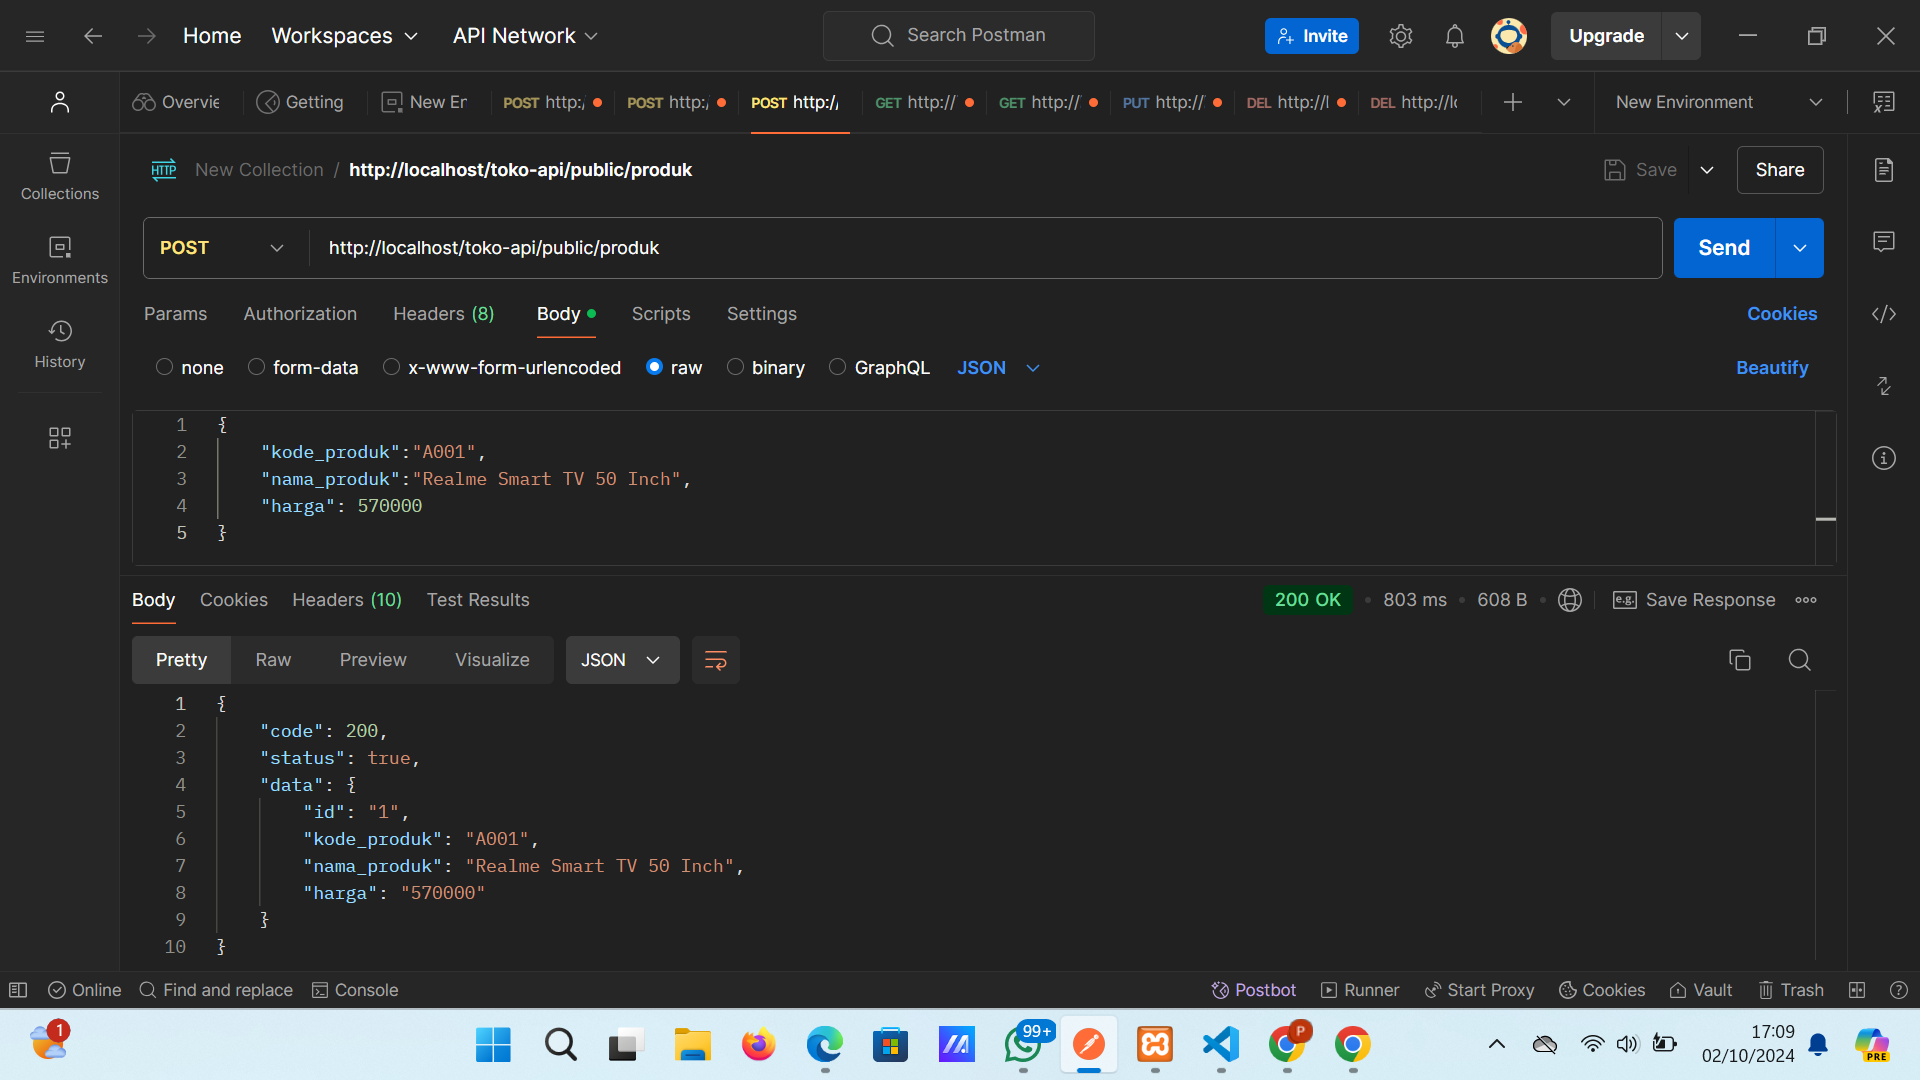 Home Workspaces API Network Search Postman Invite Upgrade
Overvie Getting New En POST http:/ POST http:/ POST http:// GET http:// GET http:// PUT http:// DEL http://l DEL http://lo New Environment
HTTP New Collection / http://localhost/toko-api/public/produk Save Share
Collections
Environments
History
POST http://localhost/toko-api/public/produk Send
Params Authorization Headers (8) Body Scripts Settings Cookies
none form-data x-www-form-urlencoded raw binary GraphQL JSON Beautify
1 {
2 "kode_produk":"A001",
3 "nama_produk":"Realme Smart TV 50 Inch",
4 "harga": 570000
5 }
Body Cookies Headers (10) Test Results 200 OK 803 ms 608 B e.g. Save Response
Pretty Raw Preview Visualize JSON
1 {
2 "code": 200,
3 "status": true,
4 "data": {
5 "id": "1",
6 "kode_produk": "A001",
7 "nama_produk": "Realme Smart TV 50 Inch",
8 "harga": "570000"
9 }
10 }
Online Find and replace Console Postbot Runner Start Proxy Cookies Vault Trash
1 99+ P 17:09 PRE
02/10/2024